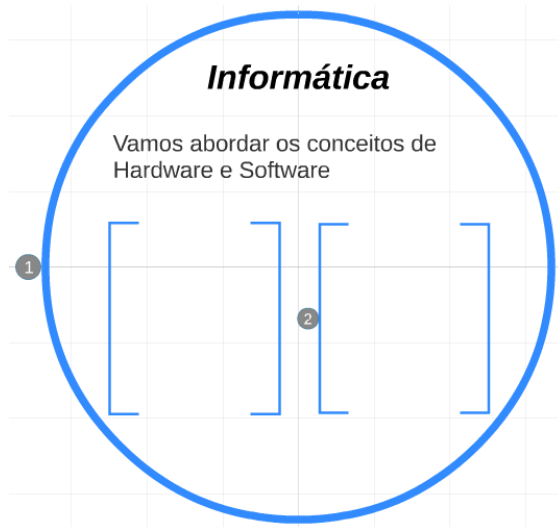 Informática
Vamos abordar os conceitos de
Hardware e Software
1
2